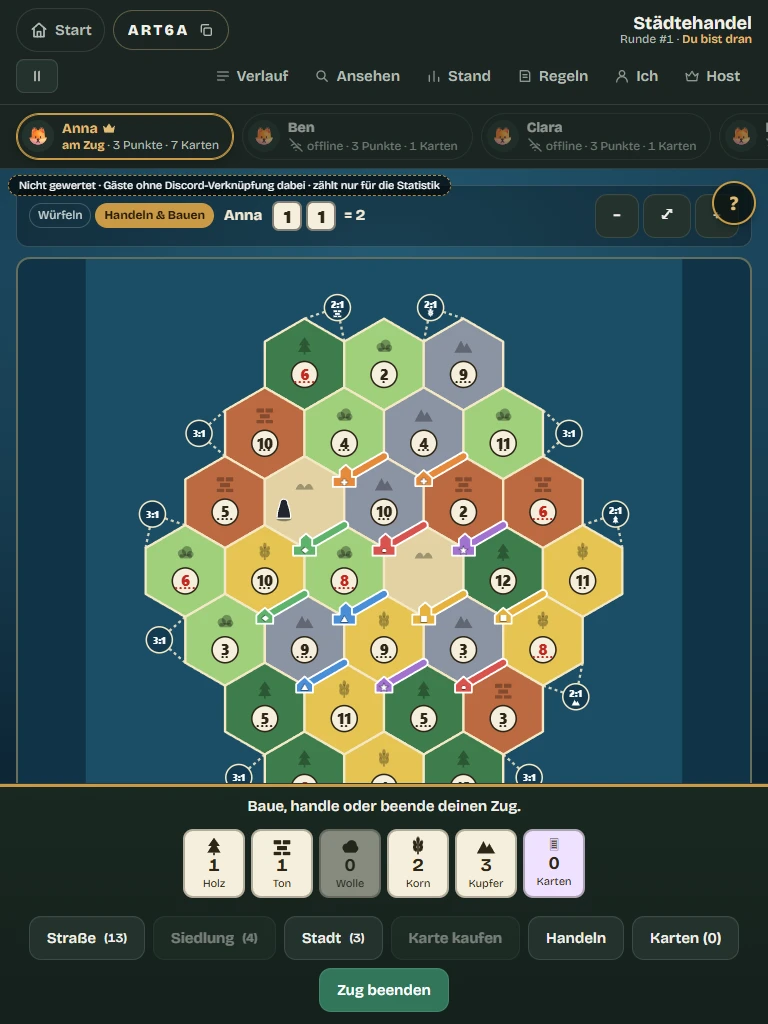 Start
ART6A
Städtehandel
Runde #1 · Du bist dran
Verlauf
Ansehen
Stand
Regeln
Ich
Host
Anna
am Zug · 3 Punkte · 7 Karten
Ben
offline · 3 Punkte · 1 Karten
Clara
offline · 3 Punkte · 1 Karten
Nicht gewertet · Gäste ohne Discord-Verknüpfung dabei · zählt nur für die Statistik
Würfeln
Handeln & Bauen
Anna
1 1 = 2
?
2:1 2:1
6 2 9
3:1 10 4 4 11 3:1
3:1 5 10 2 6 2:1
6 10 8 12 11
3:1 3 9 9 3 8
2:1
5 11 5 3
3:1 3:1
Baue, handle oder beende deinen Zug.
1 1 0 2 3 0
Holz Ton Wolle Korn Kupfer Karten
Straße (13)
Siedlung (4)
Stadt (3)
Karte kaufen
Handeln
Karten (0)
Zug beenden